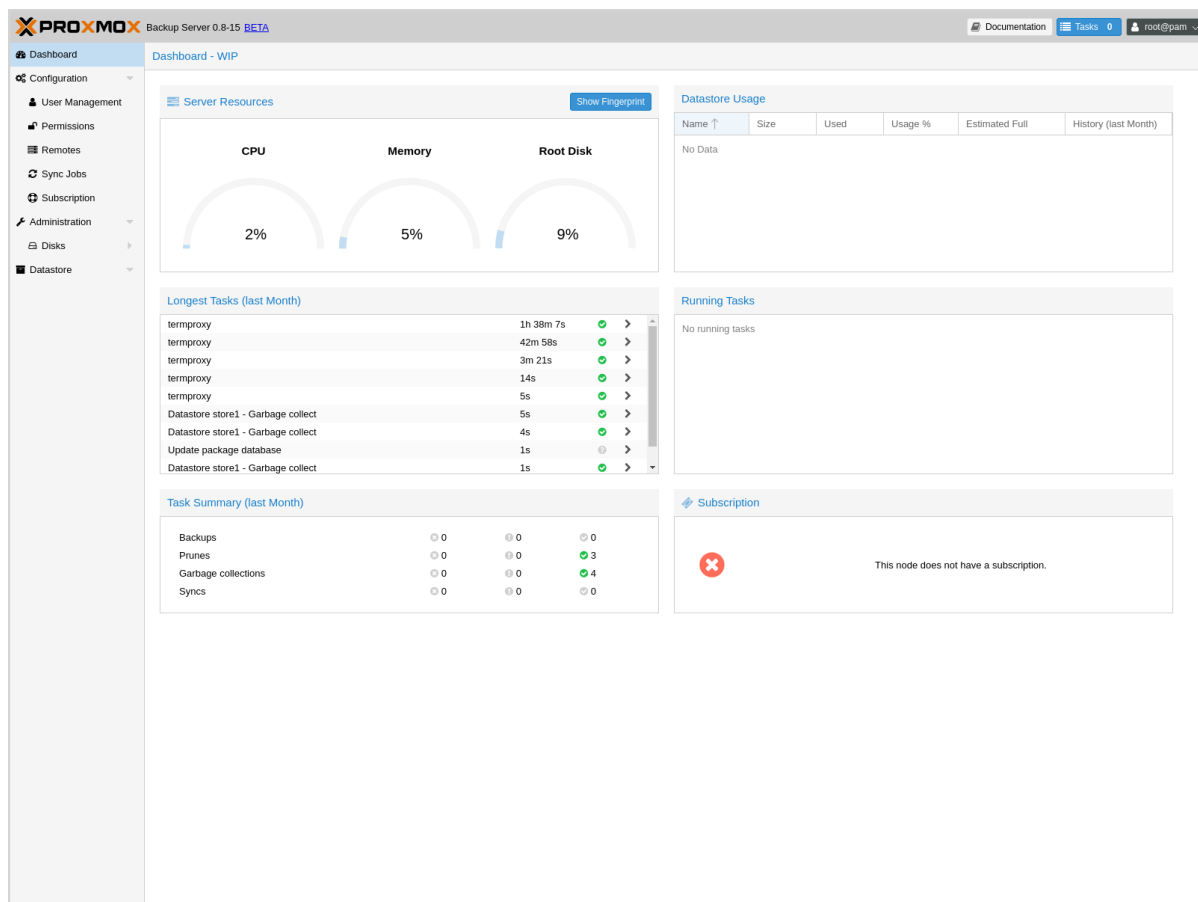 PROXMOX Backup Server 0.8-15 BETA
Documentation
Tasks 0
root@pam
Dashboard
Configuration
User Management
Permissions
Remotes
Sync Jobs
Subscription
Administration
Disks
Datastore
Dashboard - WIP
Server Resources
Show Fingerprint
CPU Memory Root Disk
2% 5% 9%
Datastore Usage
Name Size Used Usage % Estimated Full History (last Month)
No Data
Longest Tasks (last Month)
termproxy 1h 38m 7s
termproxy 42m 58s
termproxy 3m 21s
termproxy 14s
termproxy 5s
Datastore store1 - Garbage collect 5s
Datastore store1 - Garbage collect 4s
Update package database 1s
Datastore store1 - Garbage collect 1s
Running Tasks
No running tasks
Task Summary (last Month)
Backups 0 0 0
Prunes 0 0 3
Garbage collections 0 0 4
Syncs 0 0 0
Subscription
This node does not have a subscription.